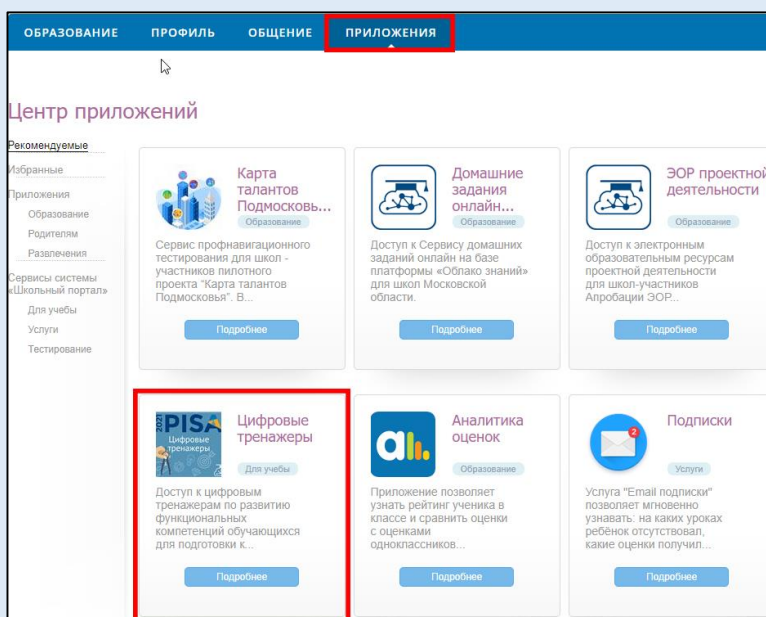 ОБРАЗОВАНИЕ ПРОФИЛЬ ОБЩЕНИЕ ПРИЛОЖЕНИЯ
Центр приложений
Рекомендуемые
Избранные
Приложения
Образование
Родителям
Развлечения
Сервисы системы
«Школьный портал»
Для учебы
Услуги
Тестирование
Карта
талантов
Подмосковь...
Образование
Сервис профнавигационного
тестирования для школ -
участников пилотного
проекта "Карта талантов
Подмосковья". В...
Подробнее
Домашние
задания
онлайн...
Образование
Доступ к Сервису домашних
заданий онлайн на базе
платформы «Облако знаний»
для школ Московской
области.
Подробнее
ЭОР проектной
деятельности
Образование
Доступ к электронным
образовательным ресурсам
проектной деятельности
для школ-участников
Апробации ЭОР...
Подробнее
2021 PISA
Цифровые
тренажеры
Цифровые
тренажеры
Для учебы
Доступ к цифровым
тренажерам по развитию
функциональных
компетенций обучающихся
для подготовки к...
Подробнее
Аналитика
оценок
Образование
Приложение позволяет
узнать рейтинг ученика в
классе и сравнить оценки
с оценками
одноклассников...
Подробнее
2
Подписки
Услуги
Услуга "Email подписки"
позволяет мгновенно
узнавать: на каких уроках
ребёнок отсутствовал,
какие оценки получил...
Подробнее